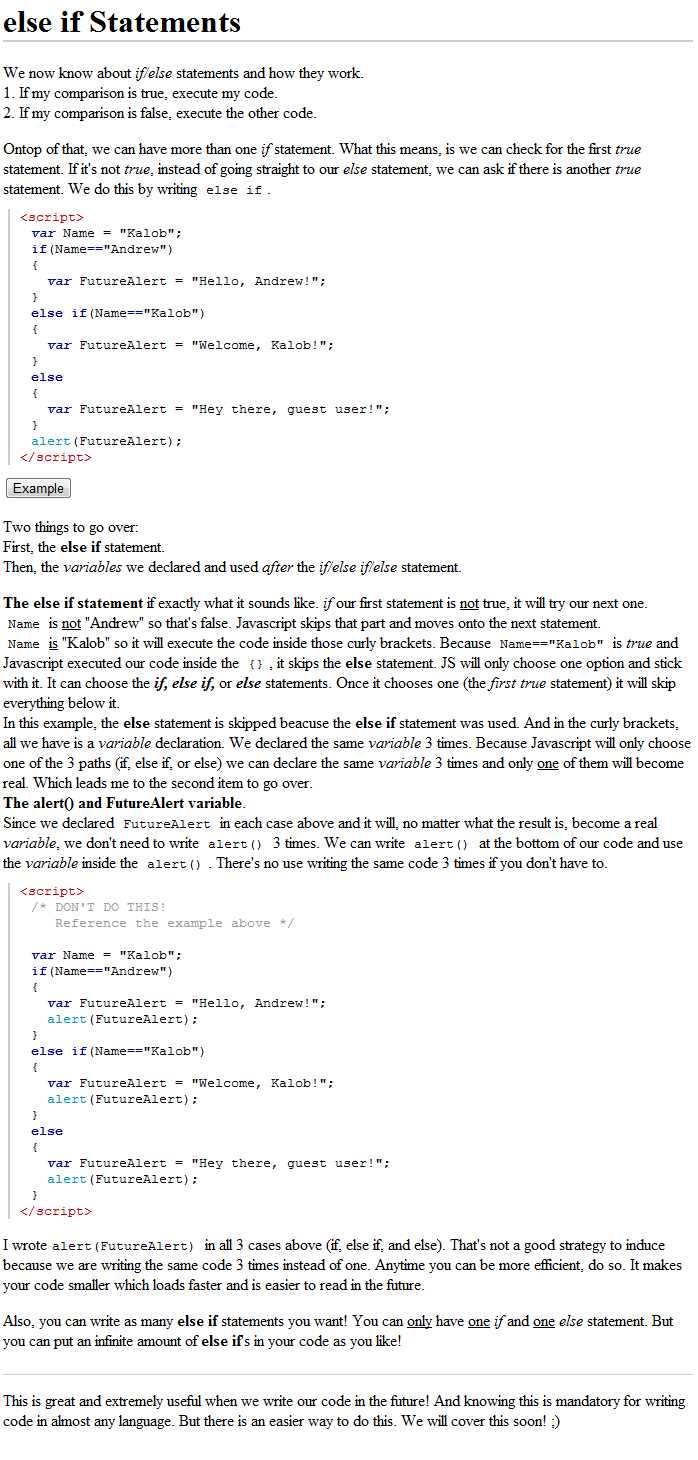 else if Statements
We now know about if/else statements and how they work.
1. If my comparison is true, execute my code.
2. If my comparison is false, execute the other code.
Ontop of that, we can have more than one if statement. What this means, is we can check for the first true
statement. If it's not true, instead of going straight to our else statement, we can ask if there is another true
statement. We do this by writing else if .
<script>
var Name = "Kalob";
if(Name=="Andrew")
{
var FutureAlert = "Hello, Andrew!";
}
else if(Name=="Kalob")
{
var FutureAlert = "Welcome, Kalob!";
}
else
{
var FutureAlert = "Hey there, guest user!";
}
alert(FutureAlert);
</script>
Example
Two things to go over:
First, the else if statement.
Then, the variables we declared and used after the if/else if/else statement.
The else if statement if exactly what it sounds like. if our first statement is not true, it will try our next one.
Name is not "Andrew" so that's false. Javascript skips that part and moves onto the next statement.
Name is "Kalob" so it will execute the code inside those curly brackets. Because Name=="Kalob" is true and
Javascript executed our code inside the {} , it skips the else statement. JS will only choose one option and stick
with it. It can choose the if, else if, or else statements. Once it chooses one (the first true statement) it will skip
everything below it.
In this example, the else statement is skipped beacuse the else if statement was used. And in the curly brackets,
all we have is a variable declaration. We declared the same variable 3 times. Because Javascript will only choose
one of the 3 paths (if, else if, or else) we can declare the same variable 3 times and only one of them will become
real. Which leads me to the second item to go over.
The alert() and FutureAlert variable.
Since we declared FutureAlert in each case above and it will, no matter what the result is, become a real
variable, we don't need to write alert() 3 times. We can write alert() at the bottom of our code and use
the variable inside the alert() . There's no use writing the same code 3 times if you don't have to.
<script>
/* DON'T DO THIS!
Reference the example above */
var Name = "Kalob";
if(Name=="Andrew")
{
var FutureAlert = "Hello, Andrew!";
alert(FutureAlert);
}
else if(Name=="Kalob")
{
var FutureAlert = "Welcome, Kalob!";
alert(FutureAlert);
}
else
{
var FutureAlert = "Hey there, guest user!";
alert(FutureAlert);
}
</script>
I wrote alert(FutureAlert) in all 3 cases above (if, else if, and else). That's not a good strategy to induce
because we are writing the same code 3 times instead of one. Anytime you can be more efficient, do so. It makes
your code smaller which loads faster and is easier to read in the future.
Also, you can write as many else if statements you want! You can only have one if and one else statement. But
you can put an infinite amount of else if's in your code as you like!
This is great and extremely useful when we write our code in the future! And knowing this is mandatory for writing
code in almost any language. But there is an easier way to do this. We will cover this soon! ;)